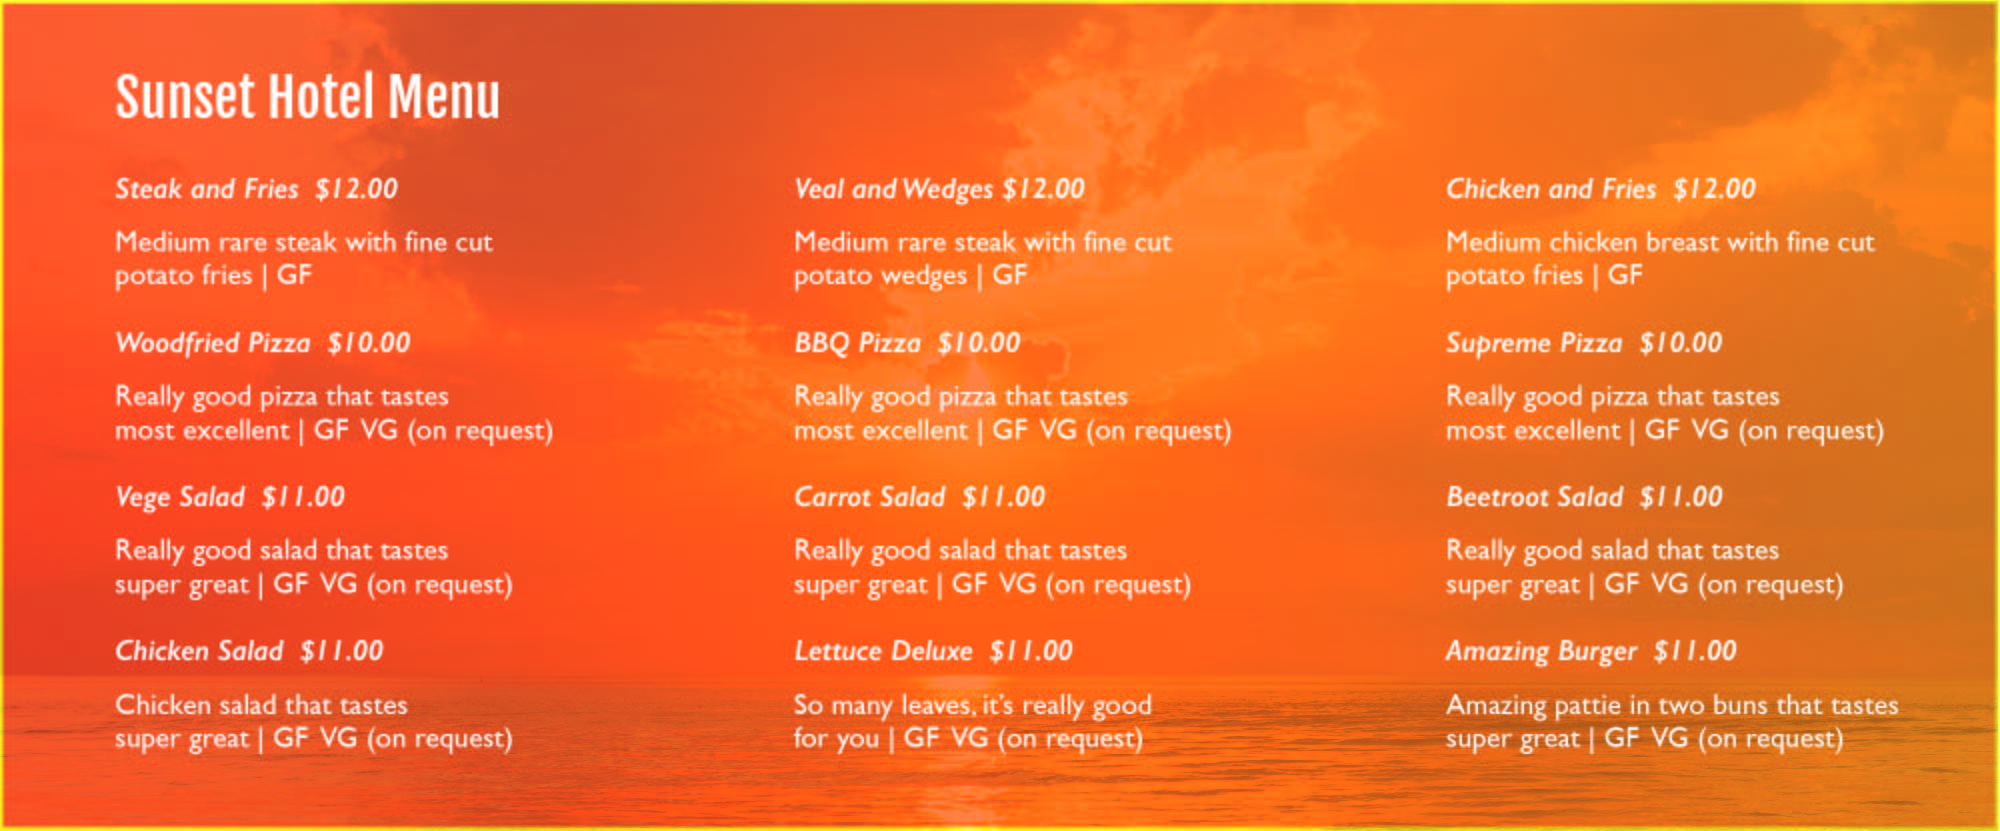 Sunset Hotel Menu
Steak and Fries $12.00
Medium rare steak with fine cut
potato fries | GF
Woodfried Pizza $10.00
Really good pizza that tastes
most excellent | GF VG (on request)
Vege Salad $11.00
Really good salad that tastes
super great | GF VG (on request)
Chicken Salad $11.00
Chicken salad that tastes
super great | GF VG (on request)
Veal and Wedges $12.00
Medium rare steak with fine cut
potato wedges | GF
BBQ Pizza $10.00
Really good pizza that tastes
most excellent | GF VG (on request)
Carrot Salad $11.00
Really good salad that tastes
super great | GF VG (on request)
Lettuce Deluxe $11.00
So many leaves, it’s really good
for you | GF VG (on request)
Chicken and Fries $12.00
Medium chicken breast with fine cut
potato fries | GF
Supreme Pizza $10.00
Really good pizza that tastes
most excellent | GF VG (on request)
Beetroot Salad $11.00
Really good salad that tastes
super great | GF VG (on request)
Amazing Burger $11.00
Amazing pattie in two buns that tastes
super great | GF VG (on request)